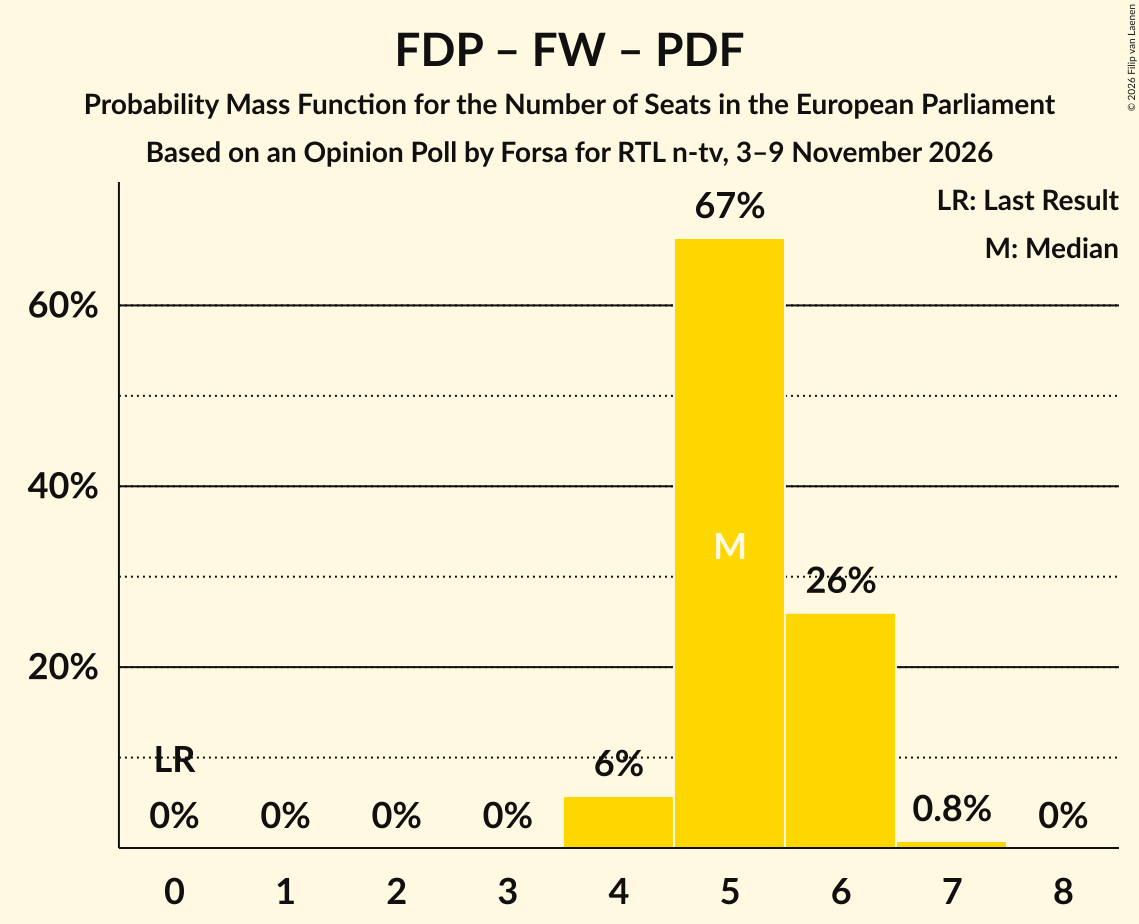 FDP – FW – PDF
Probability Mass Function for the Number of Seats in the European Parliament
Based on an Opinion Poll by Forsa for RTL n-tv, 3–9 November 2026
© 2026 Filip van Laenen
LR: Last Result
M: Median
67%
60%
40%
M
26%
20%
LR
6%
0% 0% 0% 0% 0.8% 0%
0 1 2 3 4 5 6 7 8